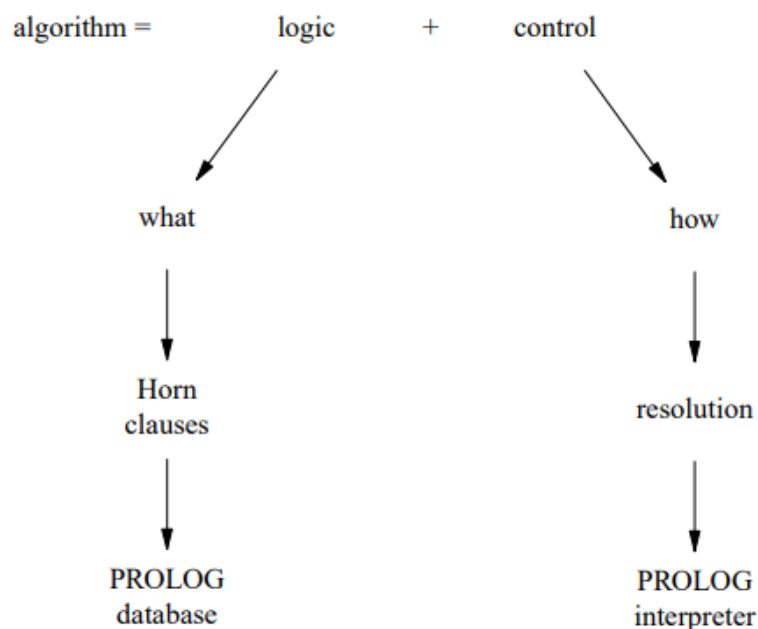 algorithm = logic + control
what how
Horn
clauses
resolution
PROLOG
database
PROLOG
interpreter